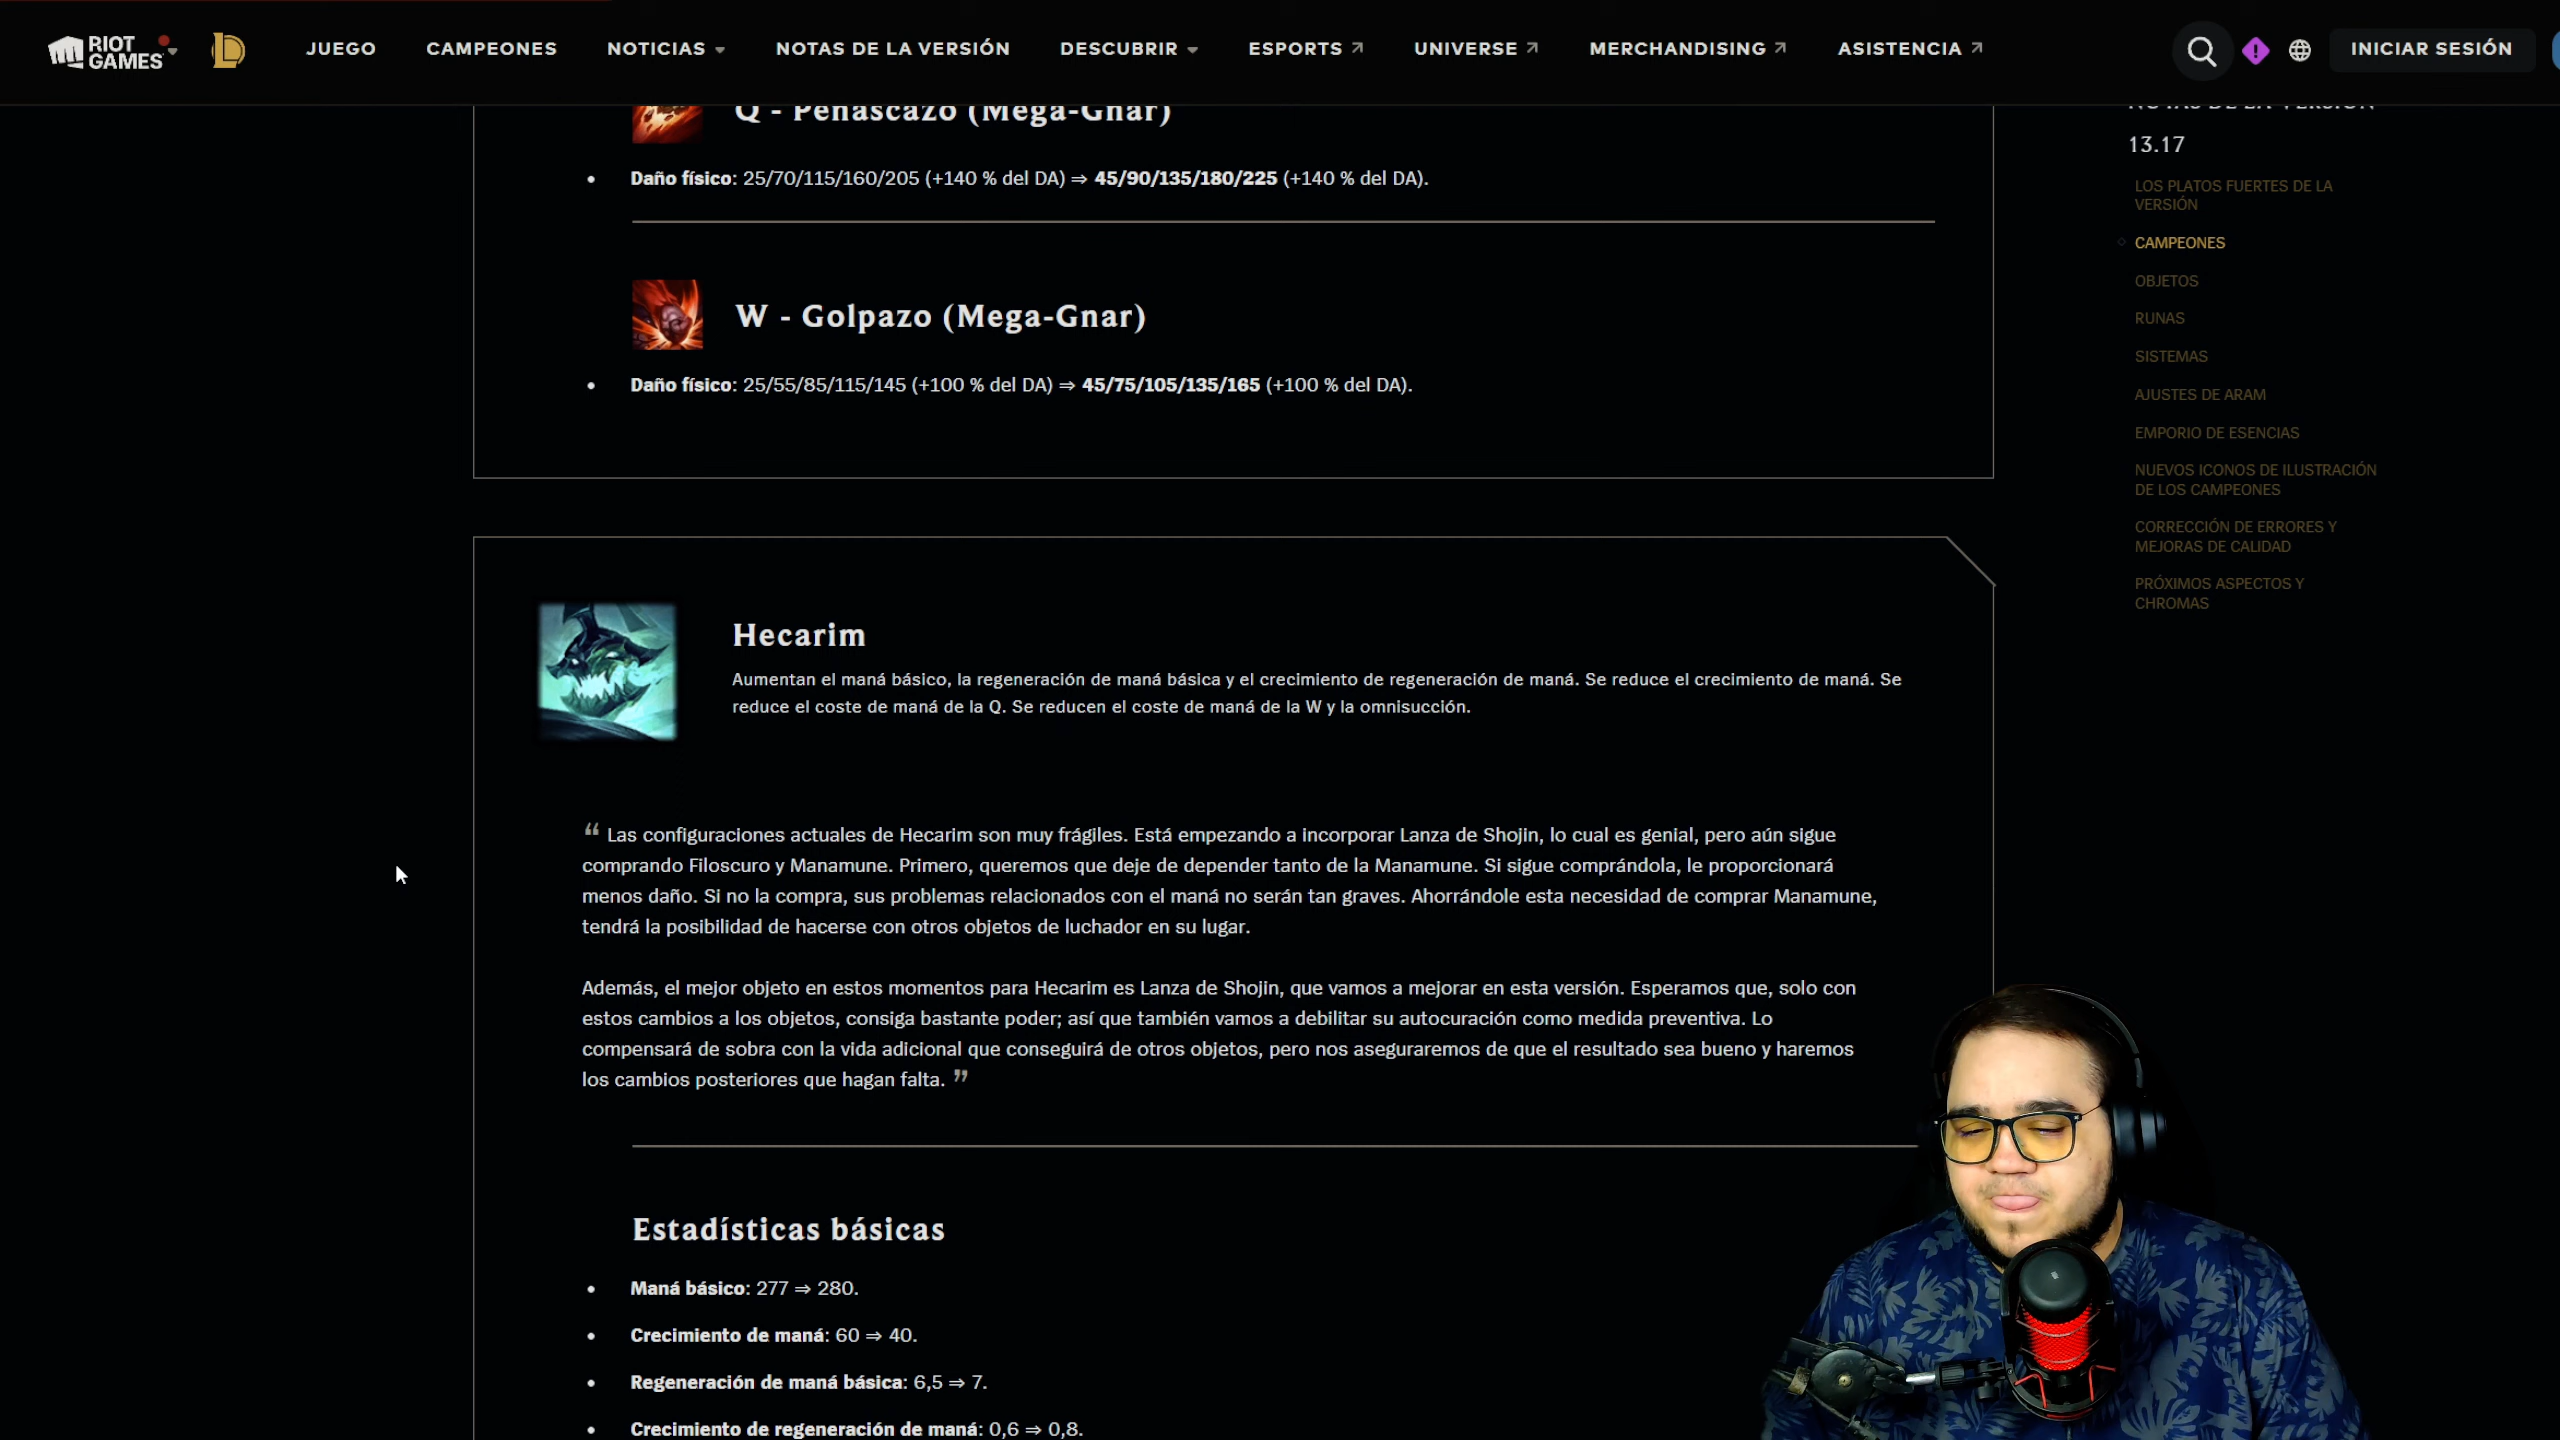 RIOT GAMES
JUEGO
CAMPEONES
NOTICIAS
NOTAS DE LA VERSIÓN
DESCUBRIR
ESPORTS
UNIVERSE
MERCHANDISING
ASISTENCIA
INICIAR SESIÓN
Q - Peñascazo (Mega-Gnar)
Daño físico: 25/70/115/160/205 (+140 % del DA) ⇒ 45/90/135/180/225 (+140 % del DA).
W - Golpazo (Mega-Gnar)
Daño físico: 25/55/85/115/145 (+100 % del DA) ⇒ 45/75/105/135/165 (+100 % del DA).
Hecarim
Aumentan el maná básico, la regeneración de maná básica y el crecimiento de regeneración de maná. Se reduce el crecimiento de maná. Se
reduce el coste de maná de la Q. Se reducen el coste de maná de la W y la omnisucción.
“ Las configuraciones actuales de Hecarim son muy frágiles. Está empezando a incorporar Lanza de Shojin, lo cual es genial, pero aún sigue
comprando Filoscuro y Manamune. Primero, queremos que deje de depender tanto de la Manamune. Si sigue comprándola, le proporcionará
menos daño. Si no la compra, sus problemas relacionados con el maná no serán tan graves. Ahorrándole esta necesidad de comprar Manamune,
tendrá la posibilidad de hacerse con otros objetos de luchador en su lugar.
Además, el mejor objeto en estos momentos para Hecarim es Lanza de Shojin, que vamos a mejorar en esta versión. Esperamos que, solo con
estos cambios a los objetos, consiga bastante poder; así que también vamos a debilitar su autocuración como medida preventiva. Lo
compensará de sobra con la vida adicional que conseguirá de otros objetos, pero nos aseguraremos de que el resultado sea bueno y haremos
los cambios posteriores que hagan falta. ”
Estadísticas básicas
Maná básico: 277 ⇒ 280.
Crecimiento de maná: 60 ⇒ 40.
Regeneración de maná básica: 6,5 ⇒ 7.
Crecimiento de regeneración de maná: 0,6 ⇒ 0,8.
NOTAS DE LA VERSIÓN
13.17
LOS PLATOS FUERTES DE LA
VERSIÓN
CAMPEONES
OBJETOS
RUNAS
SISTEMAS
AJUSTES DE ARAM
EMPORIO DE ESENCIAS
NUEVOS ICONOS DE ILUSTRACIÓN
DE LOS CAMPEONES
CORRECCIÓN DE ERRORES Y
MEJORAS DE CALIDAD
PRÓXIMOS ASPECTOS Y
CHROMAS